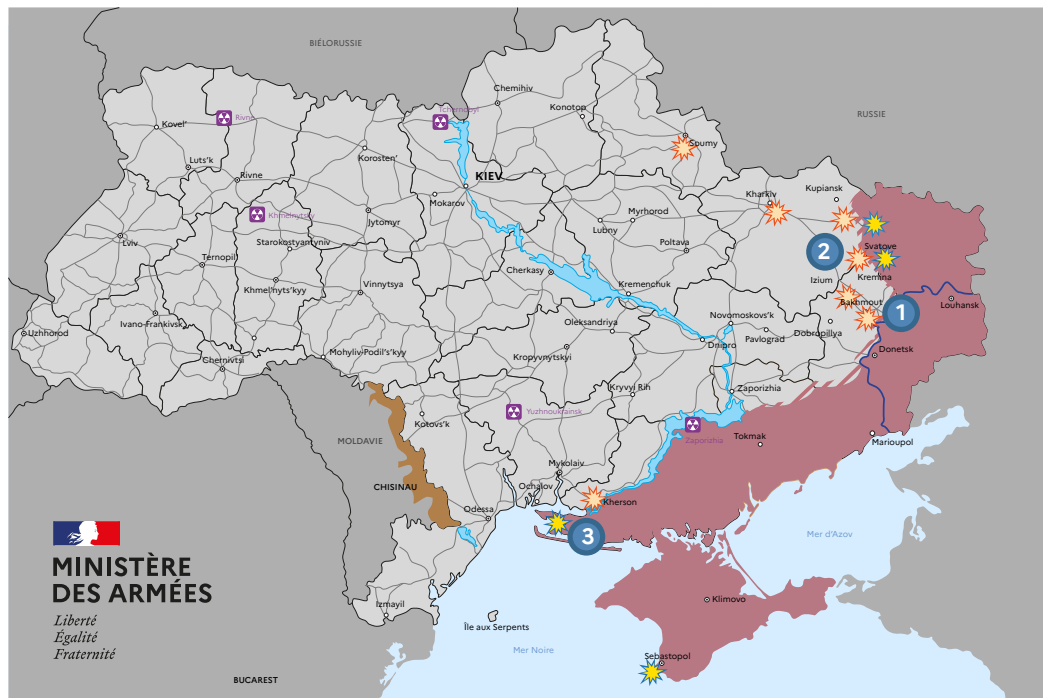 BIÉLORUSSIE
Chernihiv
Tchernobyl
Konotop
RUSSIE
Rivne
Kovel'
Soumy
Korosten'
Luts'k
Rivne
KIEV
Mokarov
Kharkiv
Kupiansk
Khmelnytsky
Jytomyr
Myrhorod
Lubny
Starokostyantyniv
Lviv
Poltava
2
Svatove
Ternopil
Cherkasy
Kremina
Izium
Khmel'nyts'kyy
Vinnytsya
Kremenchuk
Bakhmout
Louhansk
1
Novomoskovs'k
Ivano-Frankivsk
Oleksandriya
Dobropillya
Uzhhorod
Pavlograd
Dnipro
Mohyliv-Podil's'kyy
Kropyvnytskyi
Donetsk
Chernivtsi
Kryvyi Rih
Zaporizhia
Yuzhnoukrainsk
Kotovs'k
Tokmak
Zaporizhia
MOLDAVIE
Marioupol
Mykolaiv
CHISINAU
Ochalov
Kherson
Odessa
3
Mer d'Azov
MINISTÈRE
DES ARMÉES
Liberté
Égalité
Fraternité
Klimovo
Izmayil
Île aux Serpents
Mer Noire
Sebastopol
BUCAREST